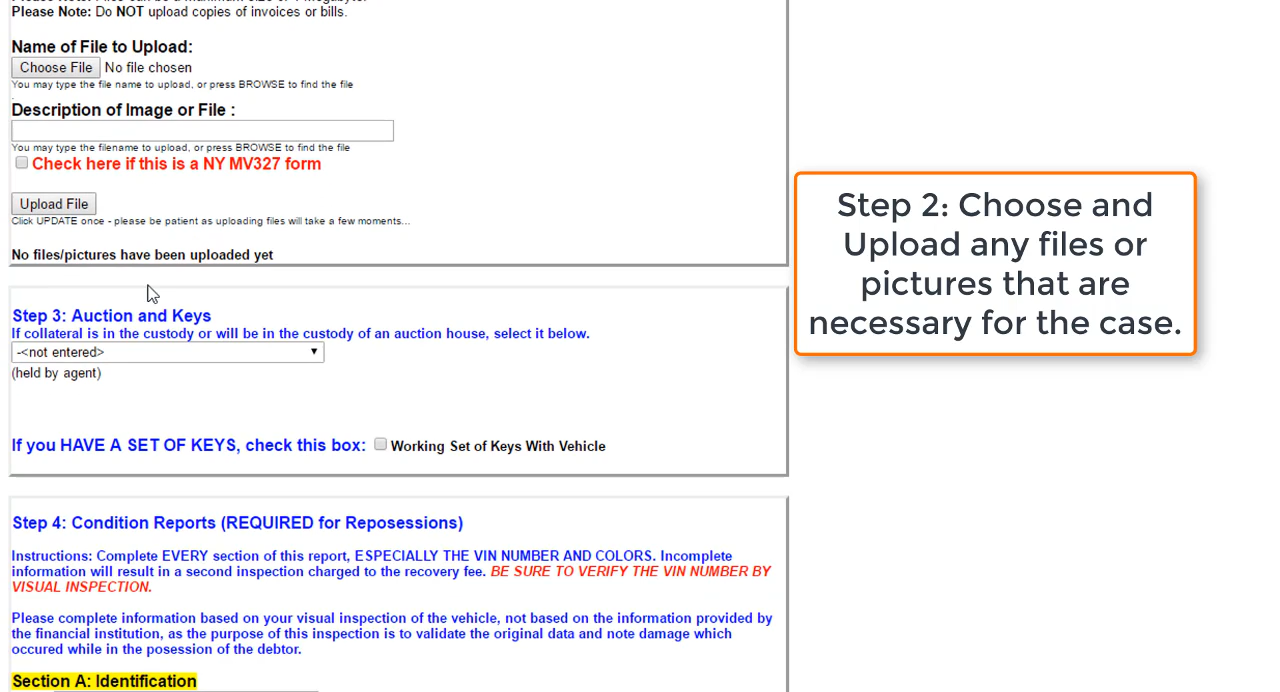 Please Note: Files can be a maximum size of 4 megabyte.
Please Note: Do NOT upload copies of invoices or bills.
Name of File to Upload:
Choose File No file chosen
You may type the file name to upload, or press BROWSE to find the file
Description of Image or File :
You may type the filename to upload, or press BROWSE to find the file
Check here if this is a NY MV327 form
Upload File
Click UPDATE once - please be patient as uploading files will take a few moments...
No files/pictures have been uploaded yet
Step 3: Auction and Keys
If collateral is in the custody or will be in the custody of an auction house, select it below.
-<not entered>
(held by agent)
If you HAVE A SET OF KEYS, check this box: Working Set of Keys With Vehicle
Step 4: Condition Reports (REQUIRED for Reposessions)
Instructions: Complete EVERY section of this report, ESPECIALLY THE VIN NUMBER AND COLORS. Incomplete
information will result in a second inspection charged to the recovery fee. BE SURE TO VERIFY THE VIN NUMBER BY
VISUAL INSPECTION.
Please complete information based on your visual inspection of the vehicle, not based on the information provided by
the financial institution, as the purpose of this inspection is to validate the original data and note damage which
occured while in the posession of the debtor.
Section A: Identification
Step 2: Choose and
Upload any files or
pictures that are
necessary for the case.